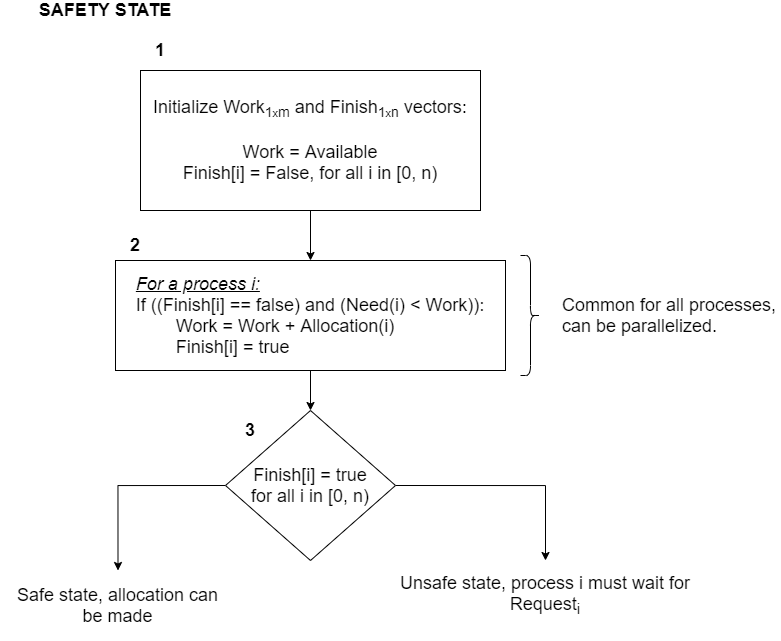 SAFETY STATE
1
Initialize Work1xm and Finish1xn vectors:
Work = Available
Finish[i] = False, for all i in [0, n)
2
For a process i:
If ((Finish[i] == false) and (Need(i) < Work)):
Work = Work + Allocation(i)
Finish[i] = true
Common for all processes,
can be parallelized.
3
Finish[i] = true
for all i in [0, n)
Safe state, allocation can
be made
Unsafe state, process i must wait for
Requesti